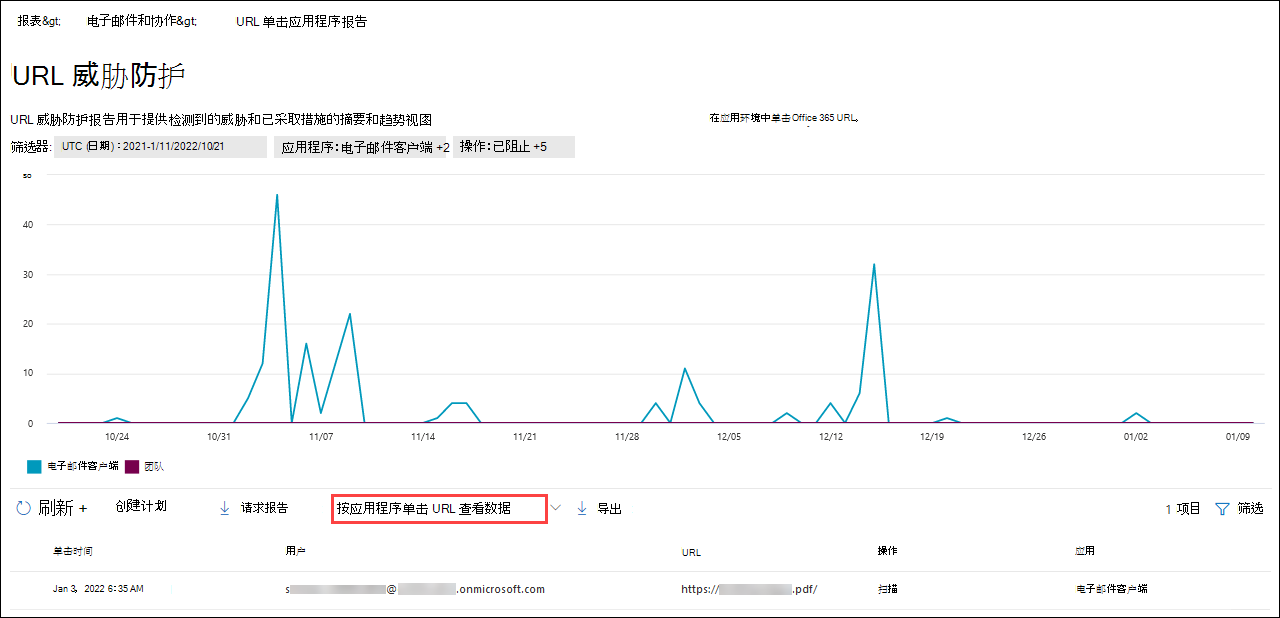 报表&gt; 电子邮件和协作&gt; URL 单击应用程序报告
URL 威胁防护
URL 威胁防护报告用于提供检测到的威胁和已采取措施的摘要和趋势视图 在应用环境中单击Office 365 URL。
筛选器: UTC (日期):2021-1/11/2022/10/21 应用程序:电子邮件客户端 +2 操作:已阻止 +5
50
40
30
20
10
0
10/24 10/31 11/07 11/14 11/21 11/28 12/05 12/12 12/19 12/26 01/02 01/09
电子邮件客户端 团队
刷新 + 创建计划 请求报告 按应用程序单击 URL 查看数据 导出 1 项目 筛选
单击时间 用户 URL 操作 应用
Jan 3，2022 6:35 AM s @ .onmicrosoft.com https:// .pdf/ 扫描 电子邮件客户端